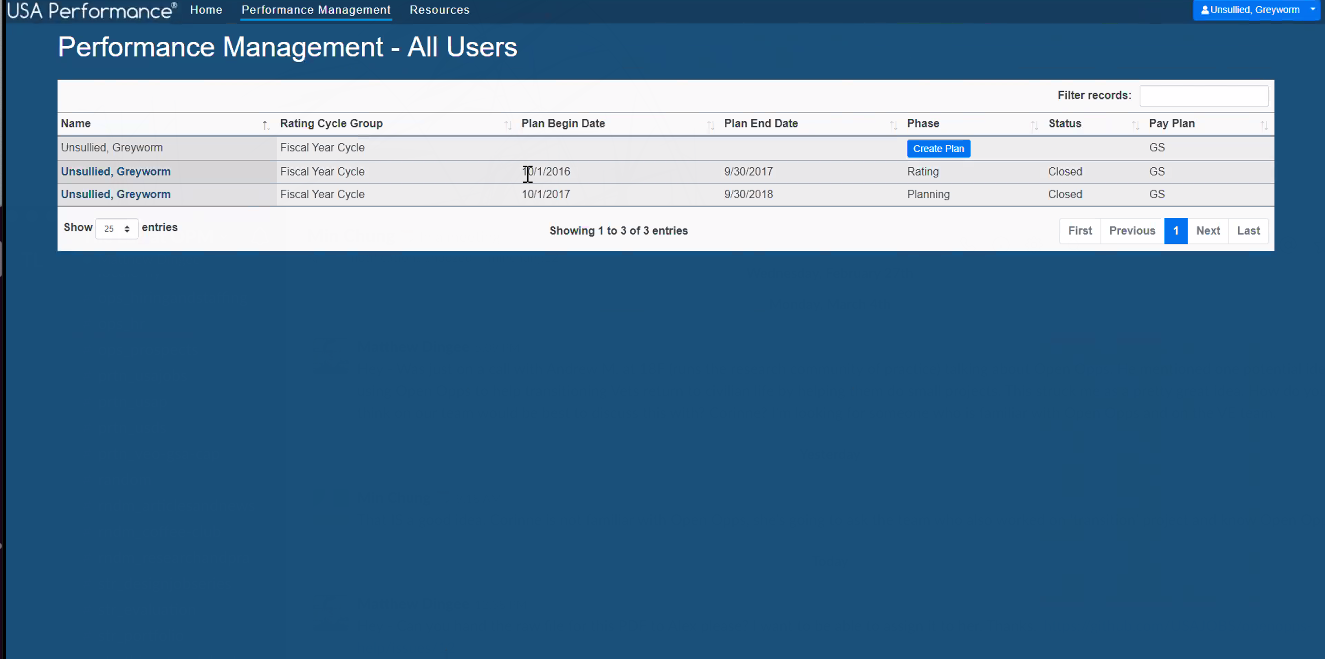 USA Performance® Home Performance Management Resources Unsullied, Greyworm
Performance Management - All Users
Filter records:
Name Rating Cycle Group Plan Begin Date Plan End Date Phase Status Pay Plan
Unsullied, Greyworm Fiscal Year Cycle Create Plan GS
Unsullied, Greyworm Fiscal Year Cycle 10/1/2016 9/30/2017 Rating Closed GS
Unsullied, Greyworm Fiscal Year Cycle 10/1/2017 9/30/2018 Planning Closed GS
Show 25 entries Showing 1 to 3 of 3 entries First Previous 1 Next Last